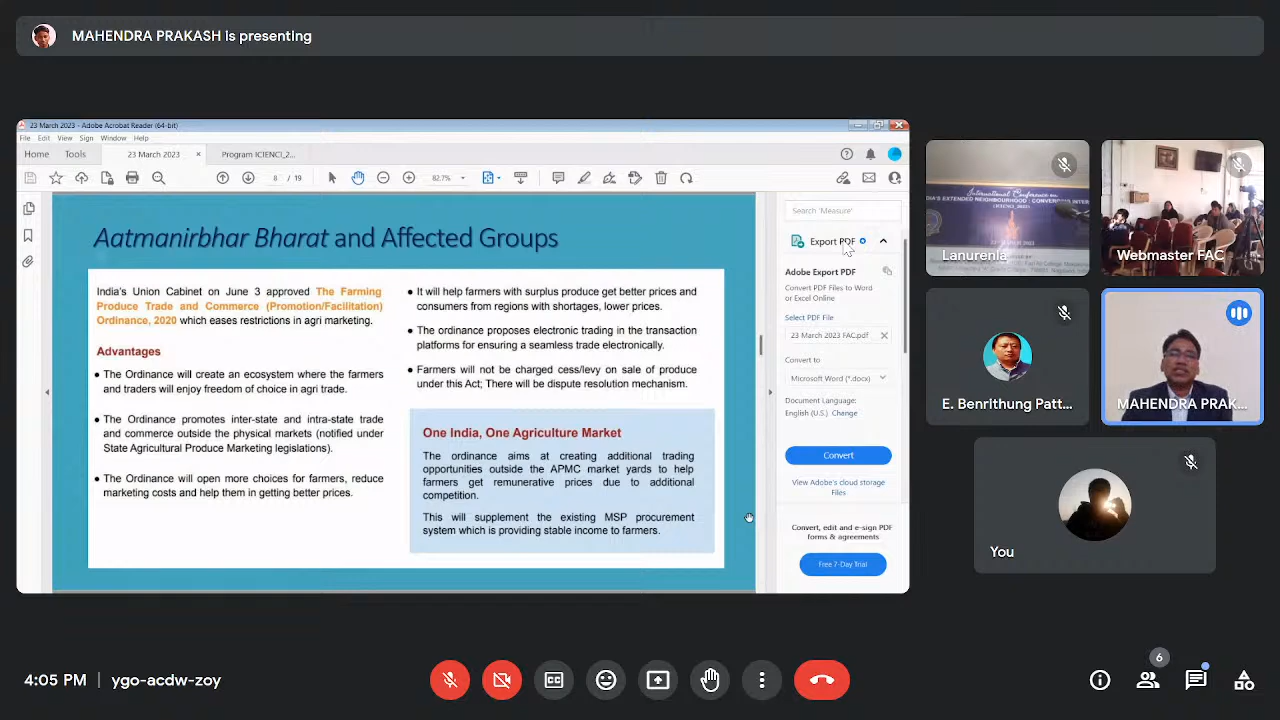 MAHENDRA PRAKASH is presenting
23 March 2023 - Adobe Acrobat Reader (64-bit)
File Edit View Sign Window Help
Home Tools 23 March 2023 × Program ICIENCI_2...
8 / 19 82.7%
Aatmanirbhar Bharat and Affected Groups
India's Union Cabinet on June 3 approved The Farming
Produce Trade and Commerce (Promotion/Facilitation)
Ordinance, 2020 which eases restrictions in agri marketing.
Advantages
• The Ordinance will create an ecosystem where the farmers
and traders will enjoy freedom of choice in agri trade.
• The Ordinance promotes inter-state and intra-state trade
and commerce outside the physical markets (notified under
State Agricultural Produce Marketing legislations).
• The Ordinance will open more choices for farmers, reduce
marketing costs and help them in getting better prices.
• It will help farmers with surplus produce get better prices and
consumers from regions with shortages, lower prices.
• The ordinance proposes electronic trading in the transaction
platforms for ensuring a seamless trade electronically.
• Farmers will not be charged cess/levy on sale of produce
under this Act; There will be dispute resolution mechanism.
One India, One Agriculture Market
The ordinance aims at creating additional trading
opportunities outside the APMC market yards to help
farmers get remunerative prices due to additional
competition.
This will supplement the existing MSP procurement
system which is providing stable income to farmers.
Search 'Measure'
Export PDF
Adobe Export PDF
Convert PDF Files to Word
or Excel Online
Select PDF File
23 March 2023 FAC.pdf
Convert to
Microsoft Word (*.docx)
Document Language:
English (U.S.) Change
Convert
View Adobe's cloud storage
Files
Convert, edit and e-sign PDF
forms & agreements
Free 7-Day Trial
International Conference on
Lanurenla
Webmaster FAC
E. Benrithung Patt...
MAHENDRA PRAK...
You
4:05 PM | ygo-acdw-zoy
6